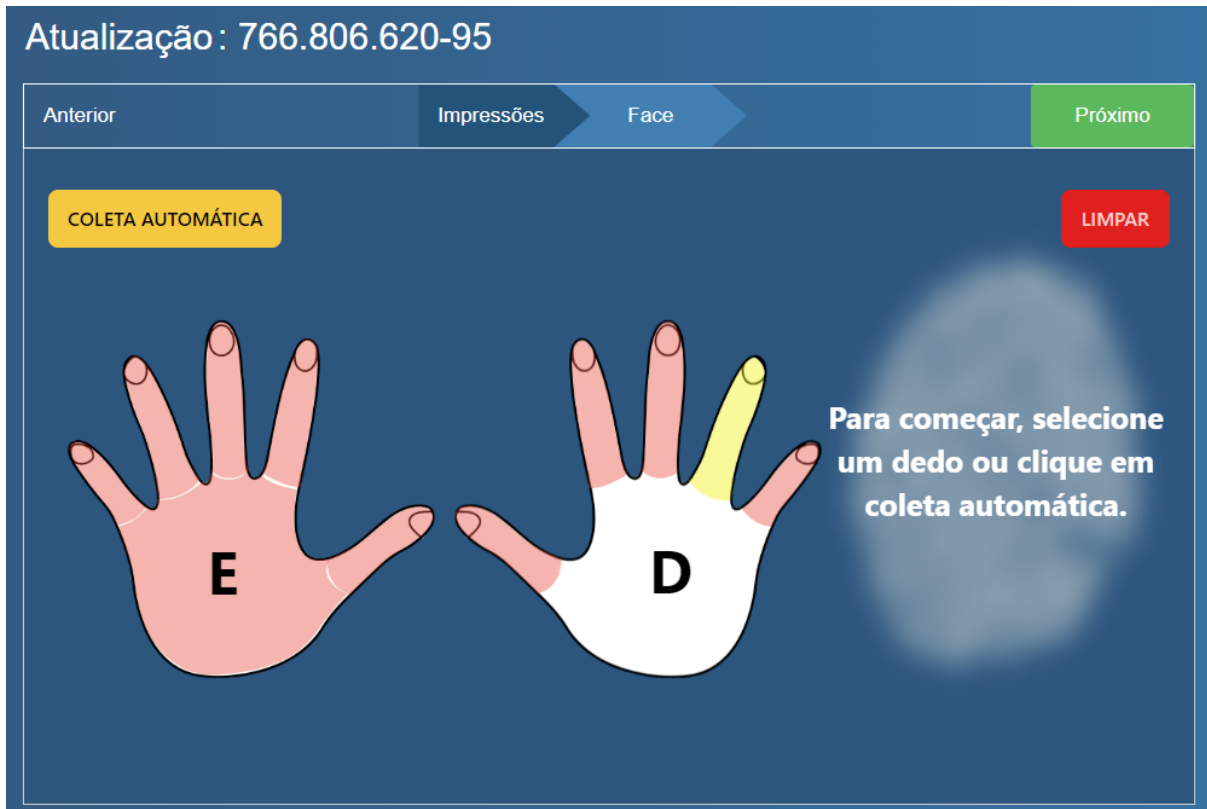 Atualização : 766.806.620-95
Anterior
Impressões
Face
Próximo
COLETA AUTOMÁTICA
LIMPAR
E
D
Para começar, selecione
um dedo ou clique em
coleta automática.